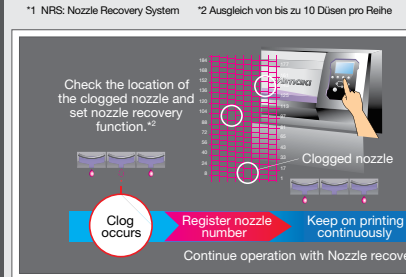 *1 NRS: Nozzle Recovery System *2 Ausgleich von bis zu 10 Düsen pro Reihe
Check the location of
the clogged nozzle and
set nozzle recovery
function.*2
Clogged nozzle
Clog
occurs
Register nozzle
number
Keep on printing
continuously
Continue operation with Nozzle recove